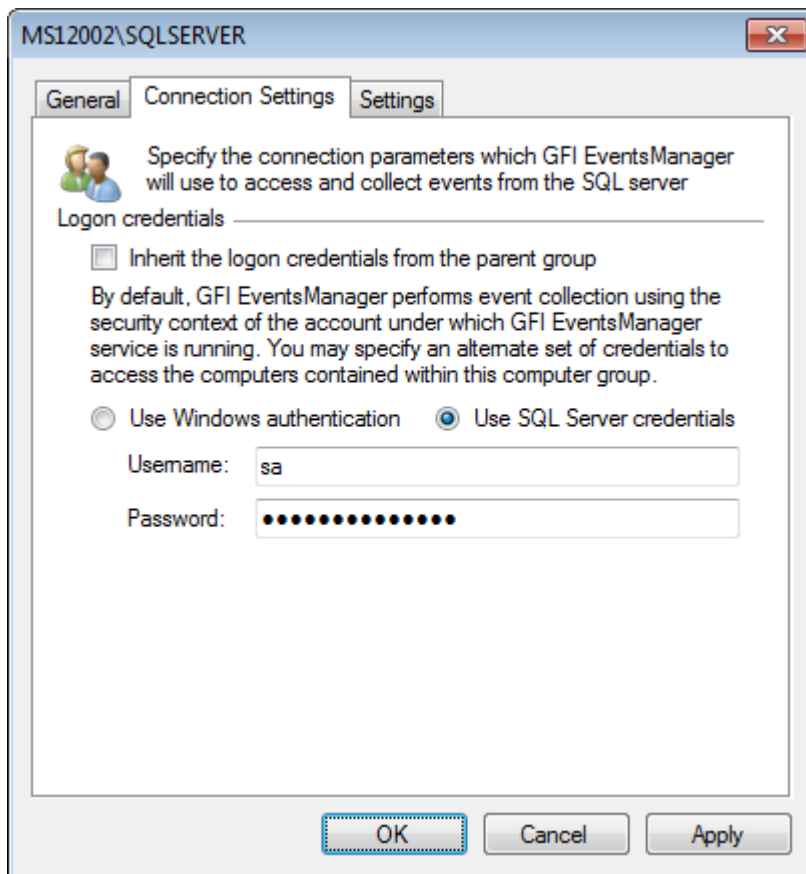 MS12002\SQLSERVER
General
Connection Settings
Settings
Specify the connection parameters which GFI EventsManager
will use to access and collect events from the SQL server
Logon credentials
Inherit the logon credentials from the parent group
By default, GFI EventsManager performs event collection using the
security context of the account under which GFI EventsManager
service is running. You may specify an alternate set of credentials to
access the computers contained within this computer group.
Use Windows authentication
Use SQL Server credentials
Username:
sa
Password:
●●●●●●●●●●●●●●
OK
Cancel
Apply